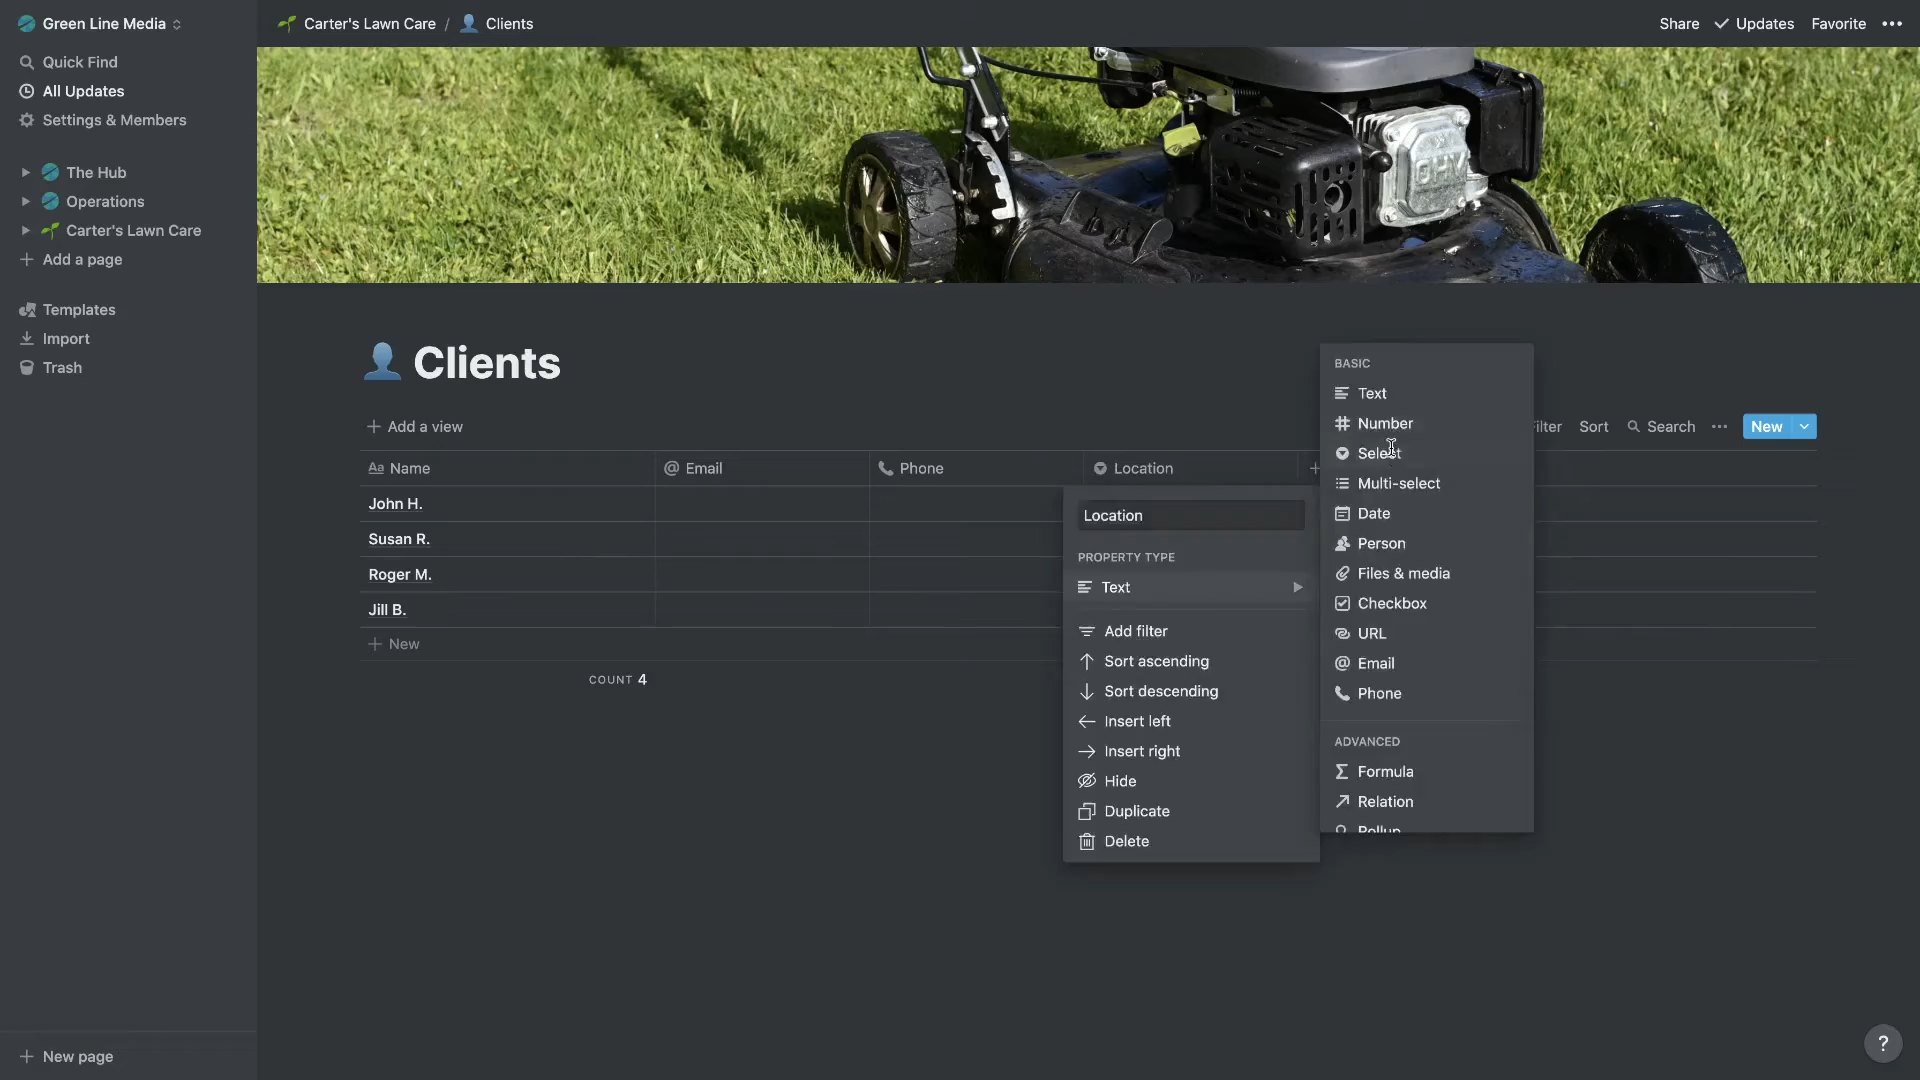 Green Line Media
Quick Find
All Updates
Settings & Members
The Hub
Operations
Carter's Lawn Care
Add a page
Templates
Import
Trash
New page
Carter's Lawn Care / Clients
Share Updates Favorite
GHV
Clients
Add a view
Sort Search New
Aa Name @ Email Phone Location
John H.
Susan R.
Roger M.
Jill B.
New
COUNT 4
Location
PROPERTY TYPE
Text
Add filter
Sort ascending
Sort descending
Insert left
Insert right
Hide
Duplicate
Delete
BASIC
Text
Number
Select
Multi-select
Date
Person
Files & media
Checkbox
URL
@ Email
Phone
ADVANCED
Formula
Relation
Rollup
?